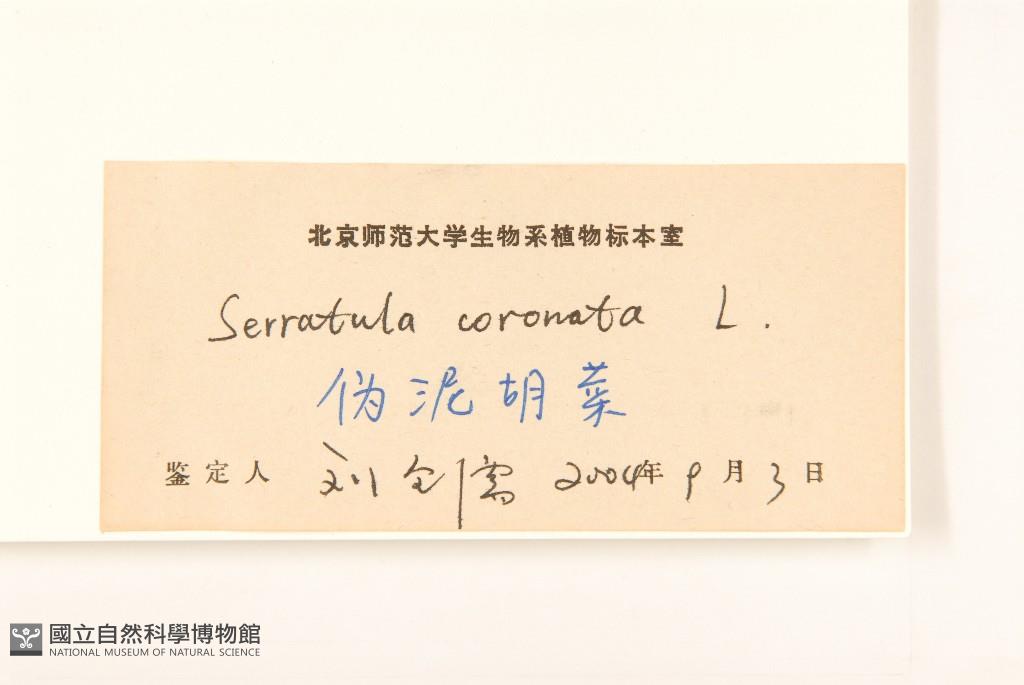 北京师范大学生物系植物标本室
Serratula coronata L.
伪泥胡菜
鉴定人 刘全儒 2004年9月3日
國立自然科學博物館
NATIONAL MUSEUM OF NATURAL SCIENCE